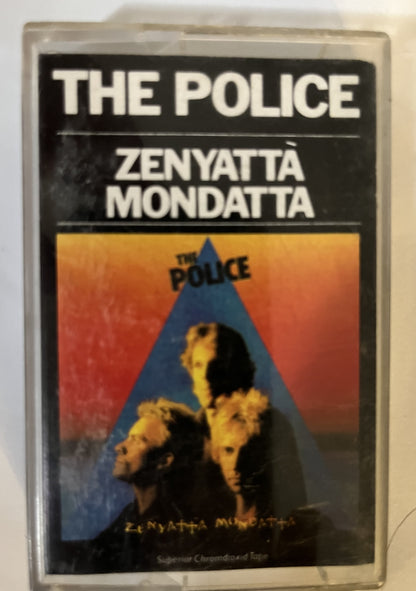 THE POLICE
ZENYATTÀ
MONDATTA
THE
POLICE
ZENYATTA MONDATTA
Superior Chromdioxid Tape